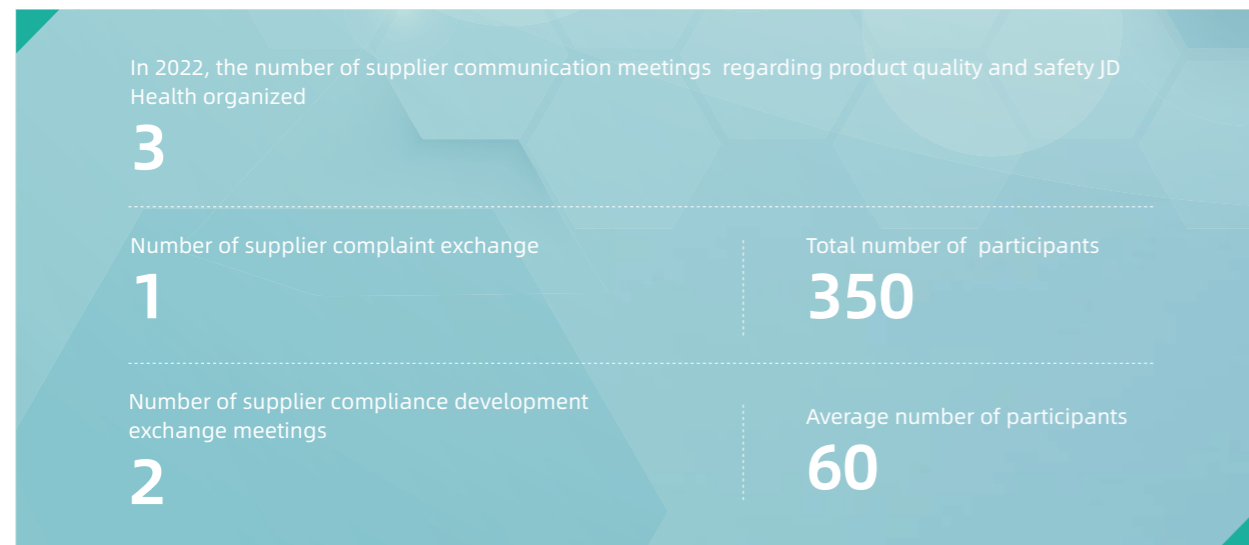 In 2022, the number of supplier communication meetings  regarding product quality and safety JD
Health organized
3
Number of supplier complaint exchange
1
Total number of  participants
350
Number of supplier compliance development
exchange meetings
2
Average number of participants
60